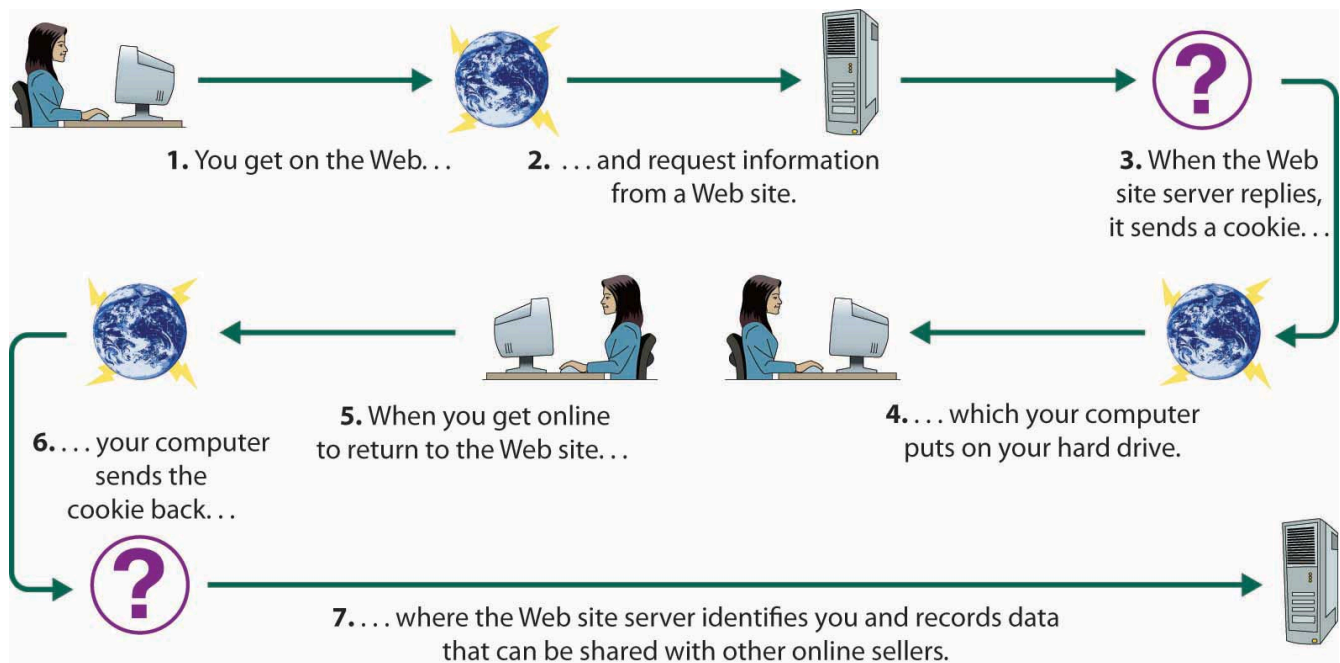 1. You get on the Web. . .
2. . . . and request information
from a Web site.
3. When the Web
site server replies,
it sends a cookie. . .
4. . . . which your computer
puts on your hard drive.
5. When you get online
to return to the Web site. . .
6. . . . your computer
sends the
cookie back. . .
7. . . . where the Web site server identifies you and records data
that can be shared with other online sellers.